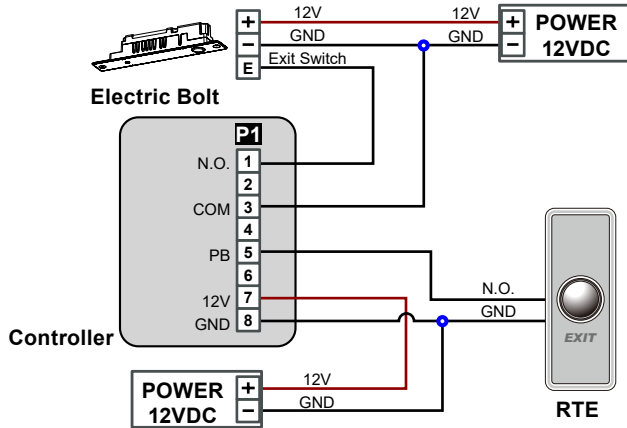 + 12V 12V + POWER
− GND GND − 12VDC
E Exit Switch
Electric Bolt
P1
N.O. 1
2
COM 3
4
PB 5
6
N.O.
12V 7
GND
GND 8
EXIT
Controller
12V
POWER +
GND
12VDC −
RTE